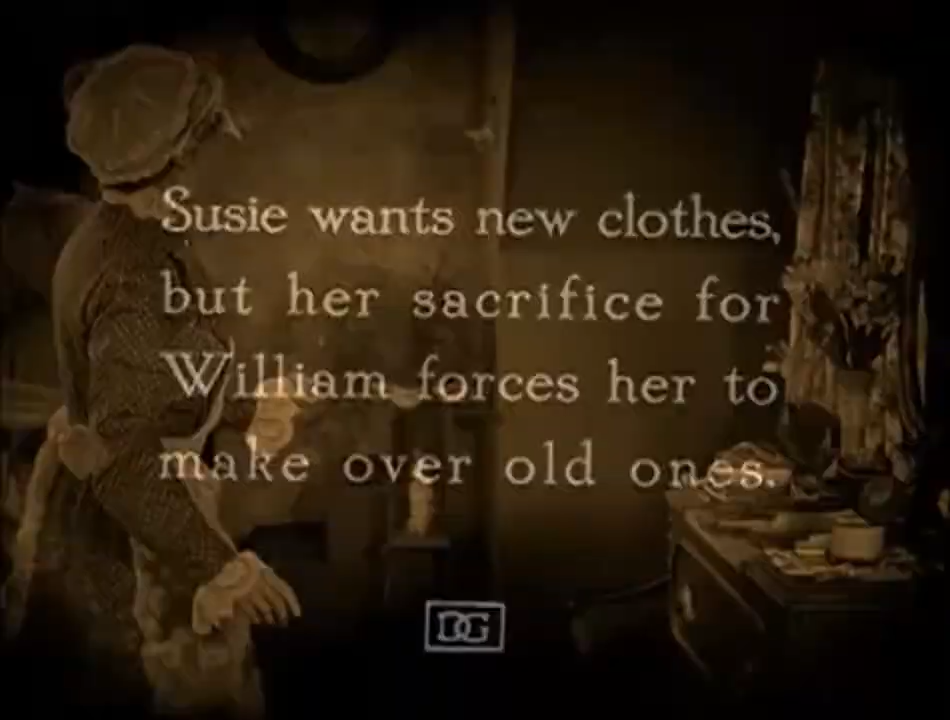 Susie wants new clothes,
but her sacrifice for
William forces her to
make over old ones.
DG